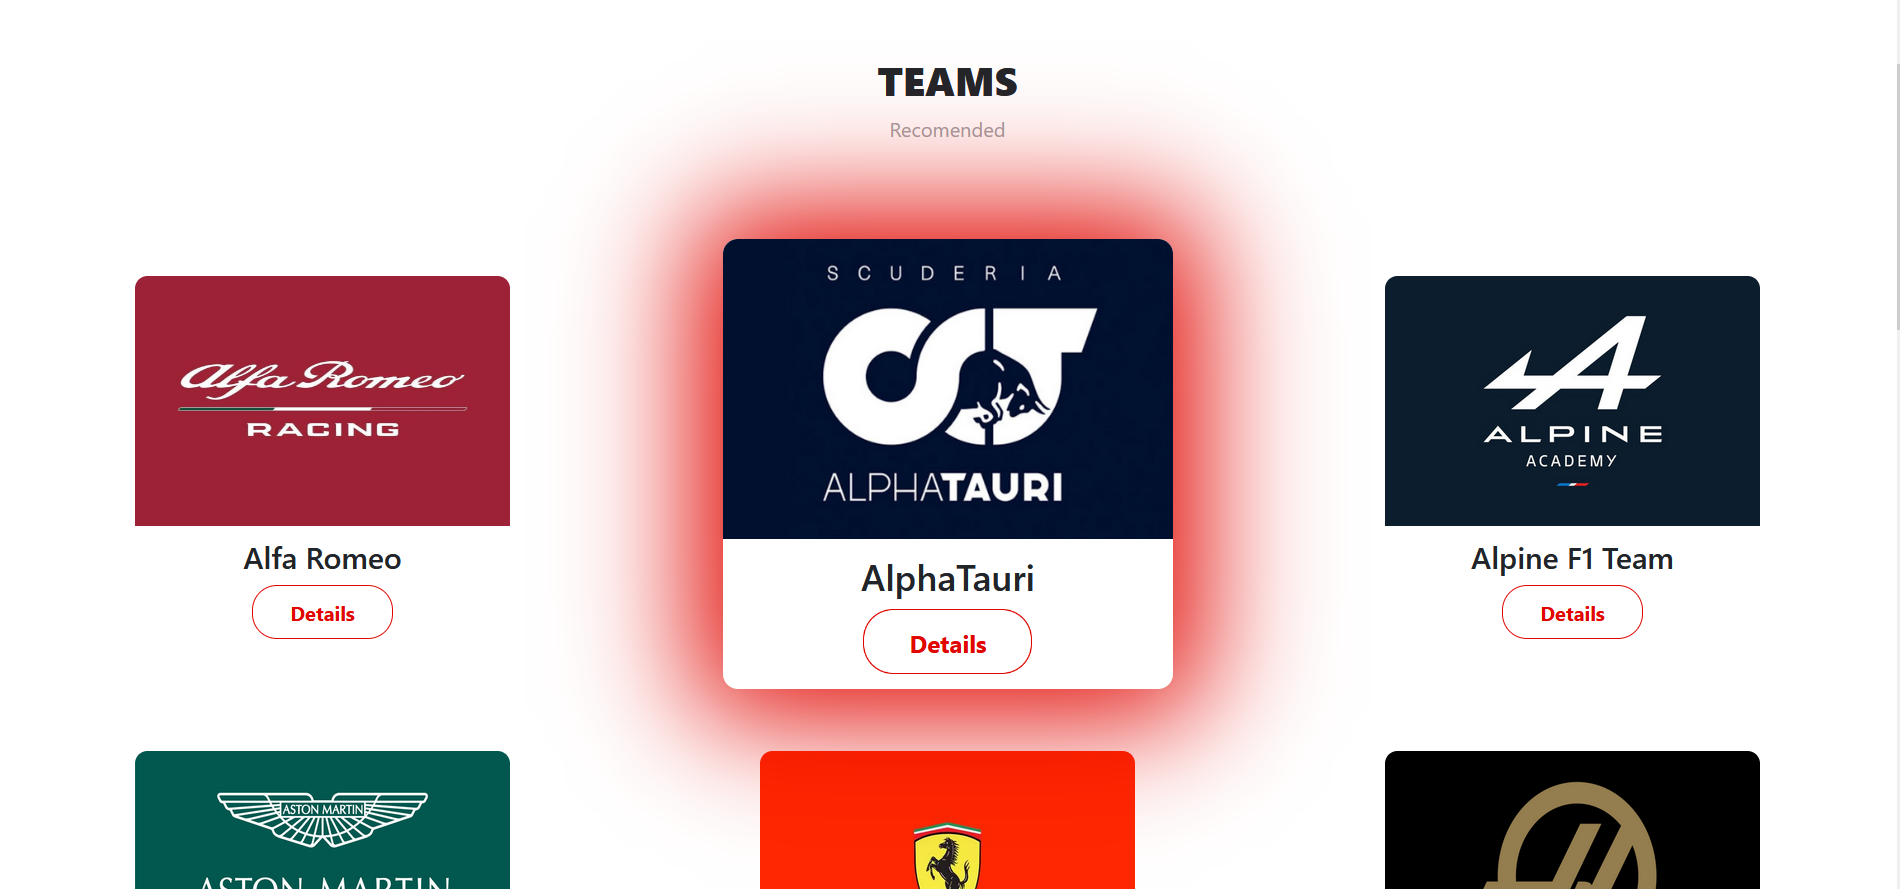 TEAMS
Recomended
Alfa Romeo
RACING
Alfa Romeo
Details
SCUDERIA
ALPHATAURI
AlphaTauri
Details
ALPINE
ACADEMY
Alpine F1 Team
Details
ASTON MARTIN
ASTON MARTIN